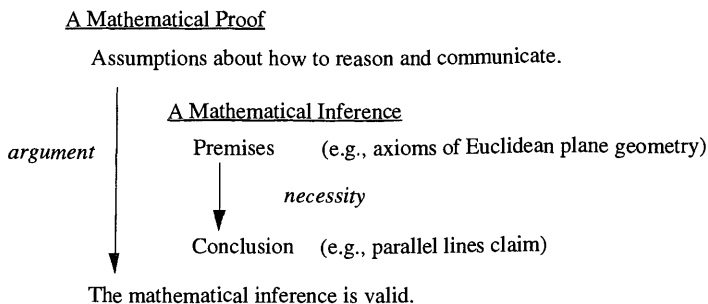 A Mathematical Proof
Assumptions about how to reason and communicate.
A Mathematical Inference
argument
Premises (e.g., axioms of Euclidean plane geometry)
necessity
Conclusion (e.g., parallel lines claim)
The mathematical inference is valid.